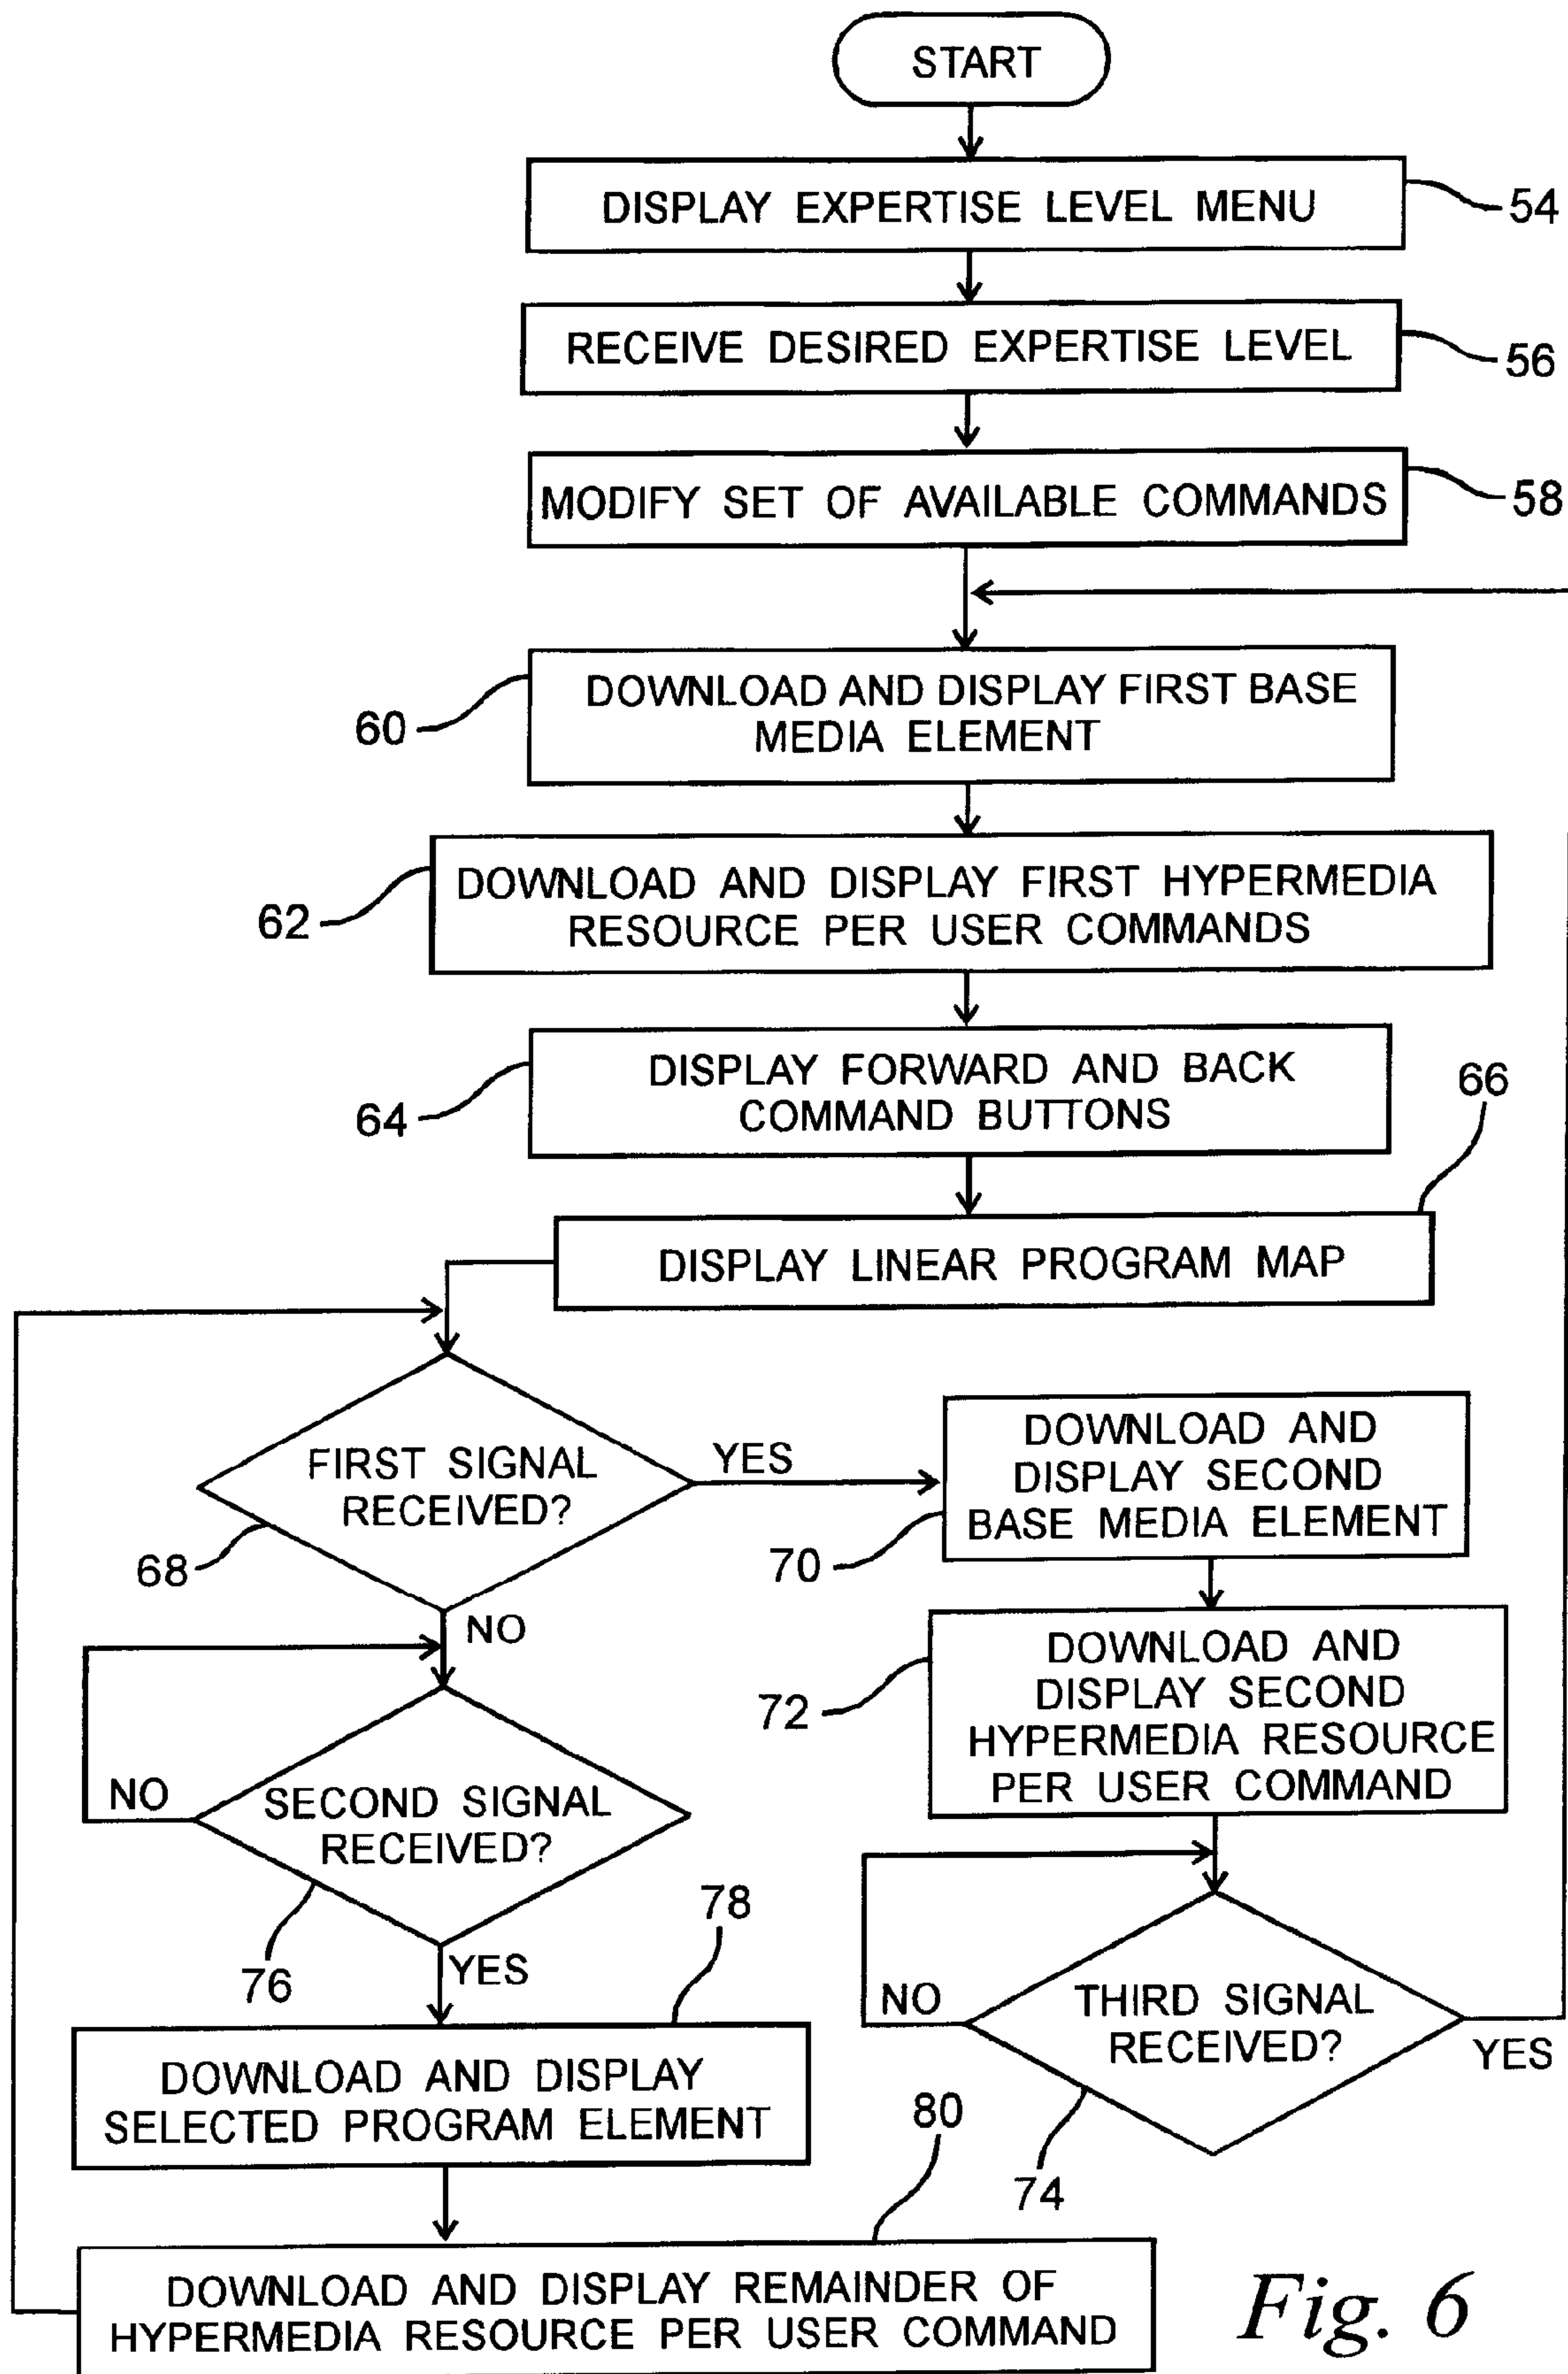 START
DISPLAY EXPERTISE LEVEL MENU
54
RECEIVE DESIRED EXPERTISE LEVEL
56
MODIFY SET OF AVAILABLE COMMANDS
58
DOWNLOAD AND DISPLAY FIRST BASE
MEDIA ELEMENT
60
DOWNLOAD AND DISPLAY FIRST HYPERMEDIA
RESOURCE PER USER COMMANDS
62
DISPLAY FORWARD AND BACK
COMMAND BUTTONS
64
66
DISPLAY LINEAR PROGRAM MAP
FIRST SIGNAL
RECEIVED?
68
YES
NO
DOWNLOAD AND
DISPLAY SECOND
BASE MEDIA ELEMENT
70
DOWNLOAD AND
DISPLAY SECOND
HYPERMEDIA RESOURCE
PER USER COMMAND
72
SECOND SIGNAL
RECEIVED?
NO
76
YES
78
THIRD SIGNAL
RECEIVED?
NO
YES
74
DOWNLOAD AND DISPLAY
SELECTED PROGRAM ELEMENT
80
DOWNLOAD AND DISPLAY REMAINDER OF
HYPERMEDIA RESOURCE PER USER COMMAND
Fig. 6